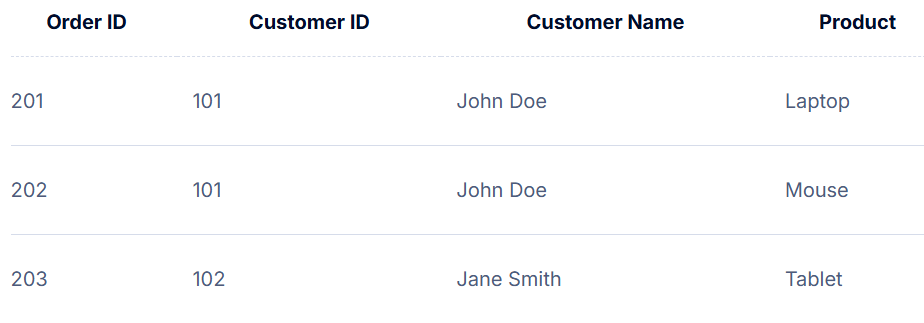 Order ID Customer ID Customer Name Product
201 101 John Doe Laptop
202 101 John Doe Mouse
203 102 Jane Smith Tablet